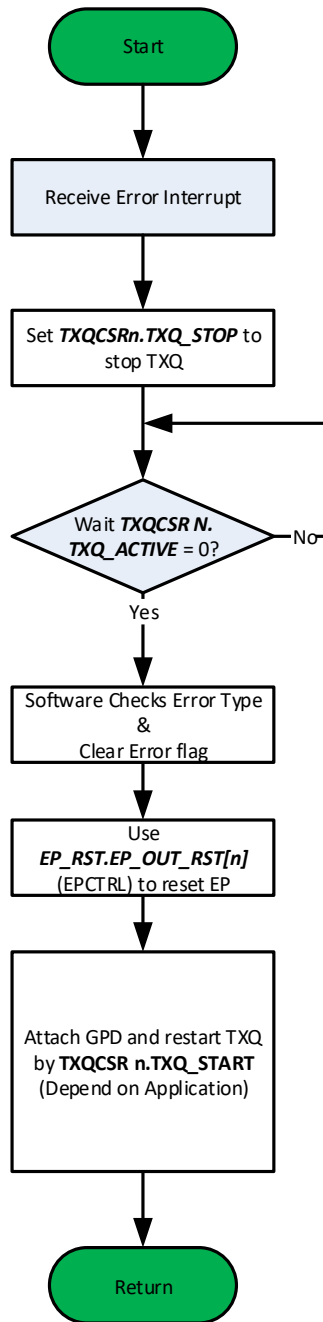 Start
Receive Error Interrupt
Set TXQCSRn.TXQ_STOP to
stop TXQ
Wait TXQCSR N.
TXQ_ACTIVE = 0?
No
Yes
Software Checks Error Type
&
Clear Error flag
Use
EP_RST.EP_OUT_RST[n]
(EPCTRL) to reset EP
Attach GPD and restart TXQ
by TXQCSR n.TXQ_START
(Depend on Application)
Return